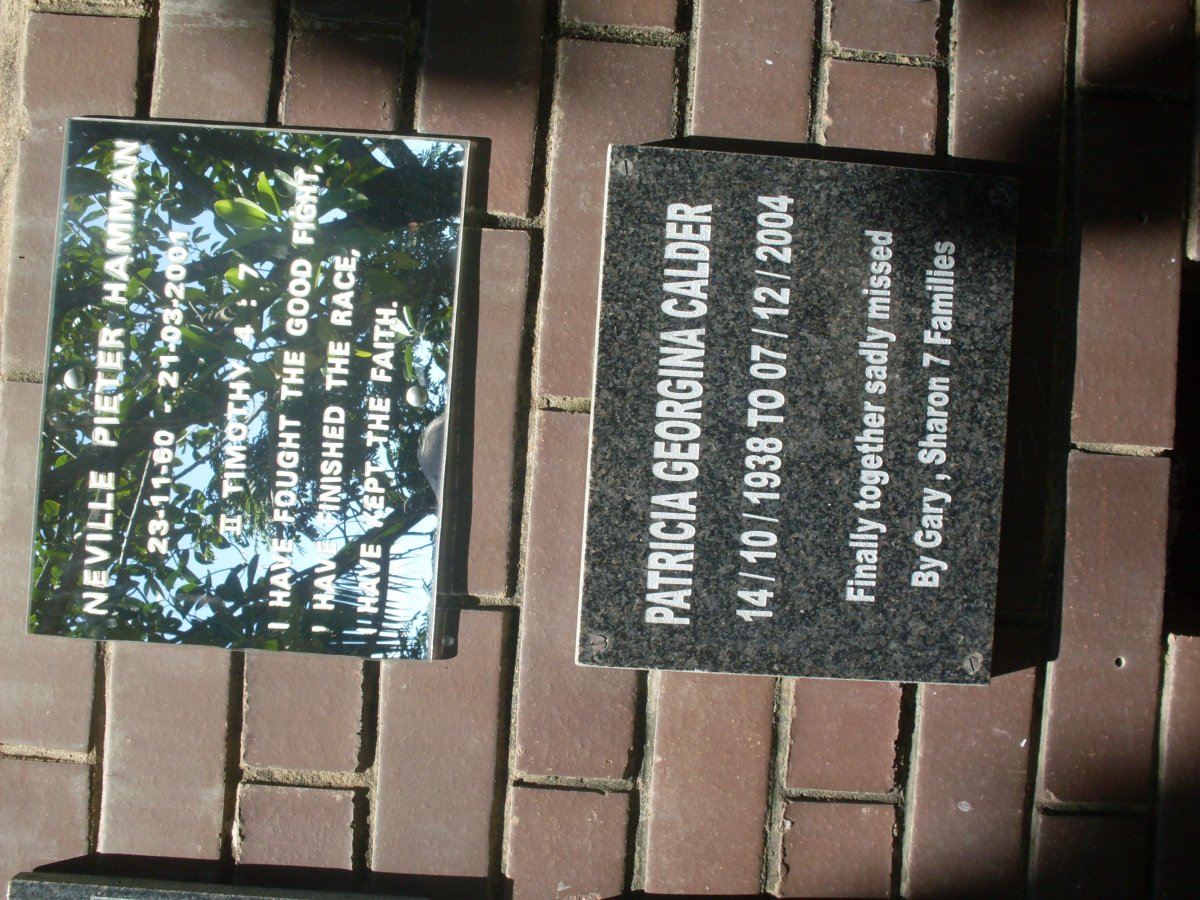 NEVILLE PIETER HAMMAN
23-11-60 - 21-03-2001
II TIMOTHY 4 : 7
I HAVE FOUGHT THE GOOD FIGHT,
I HAVE FINISHED THE RACE,
I HAVE KEPT THE FAITH.
PATRICIA GEORGINA CALDER
14 / 10 / 1938 TO 07 / 12 / 2004
Finally together sadly missed
By Gary , Sharon 7 Families